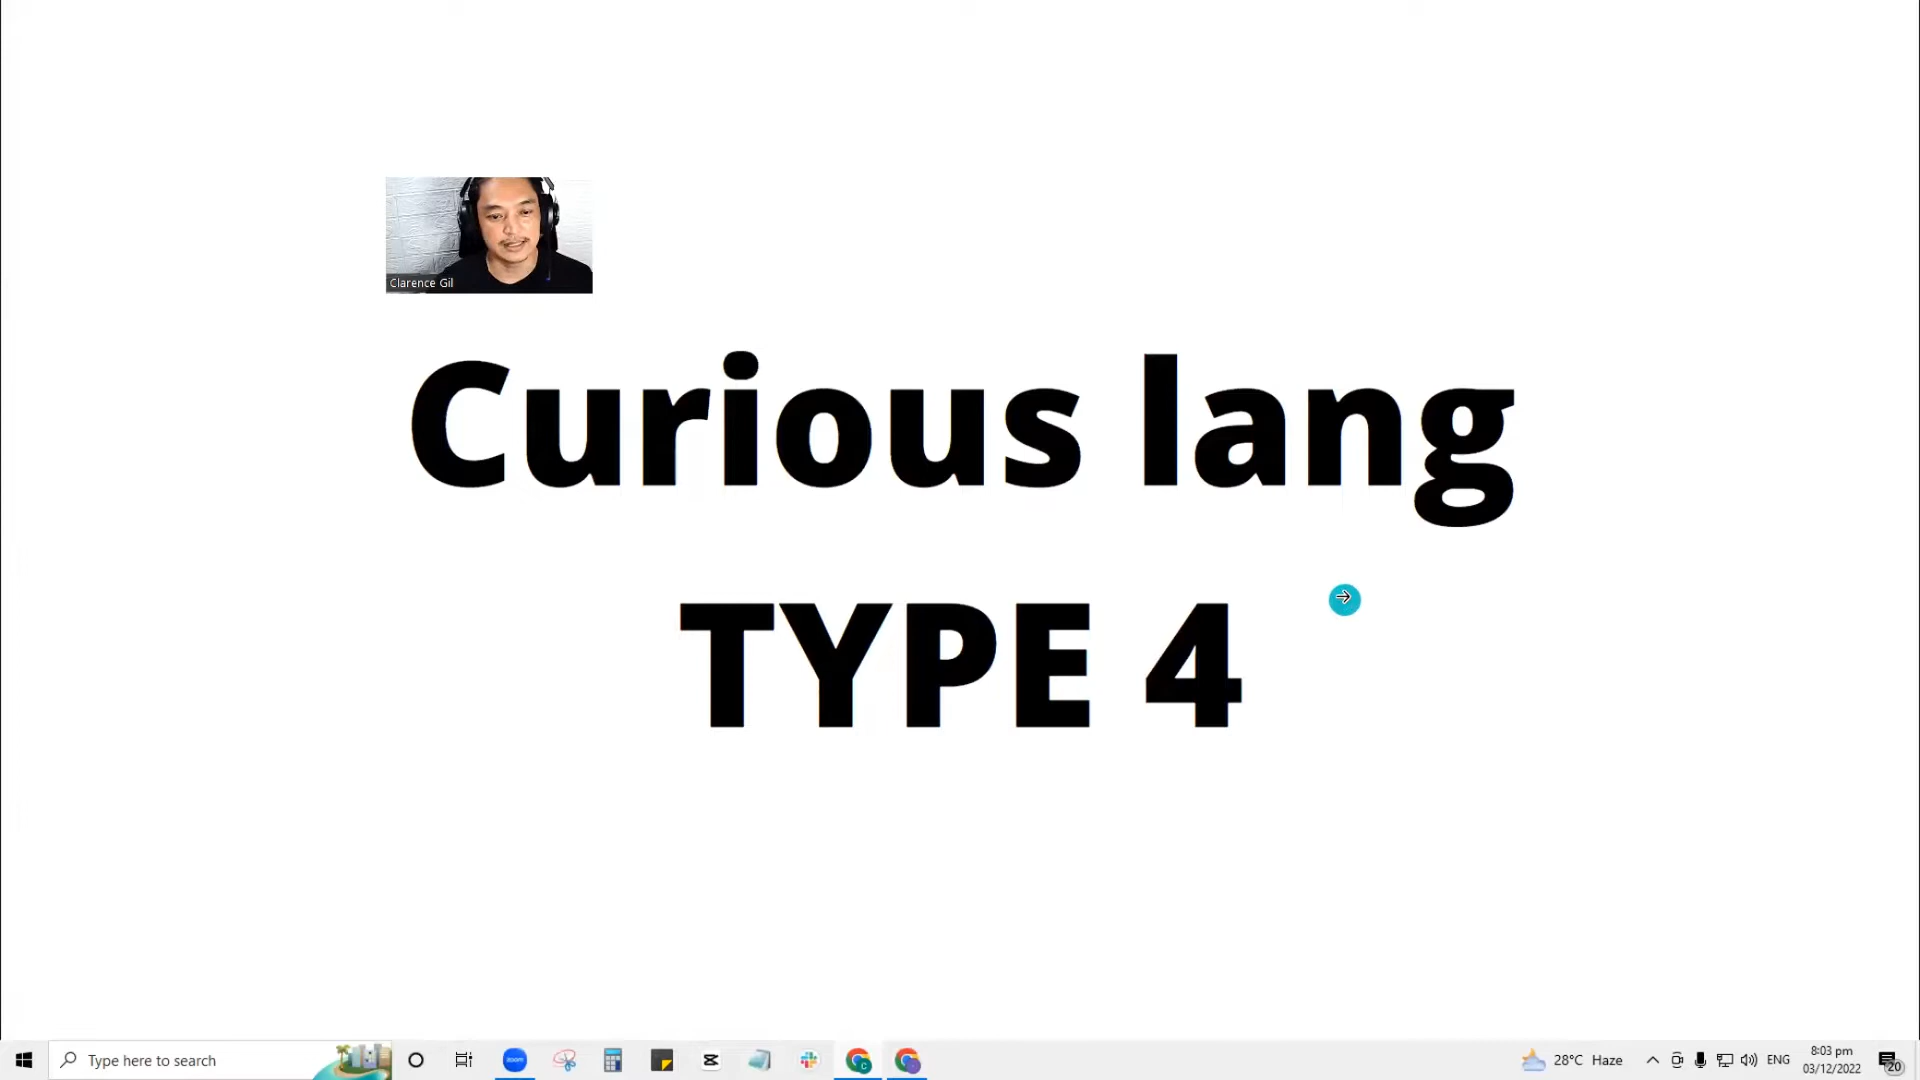 Clarence Gil
Curious lang
TYPE 4
Type here to search
zoom
28°C Haze
ENG
8:03 pm
03/12/2022
20